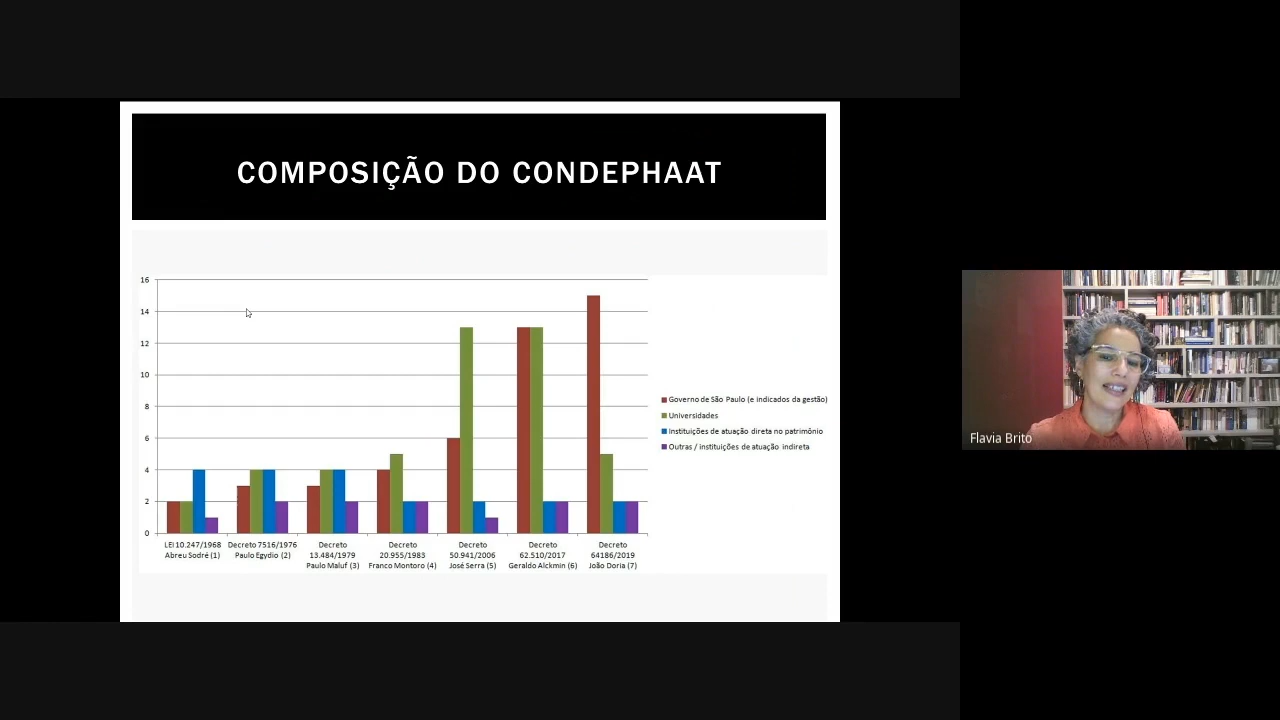 COMPOSIÇÃO DO CONDEPHAAT
16
14
12
10
8
6
4
2
0
LEI 10.247/1968
Abreu Sodré (1)
Decreto 7516/1976
Paulo Egydio (2)
Decreto
13.484/1979
Paulo Maluf (3)
Decreto
20.955/1983
Franco Montoro (4)
Decreto
50.941/2006
José Serra (5)
Decreto
62.510/2017
Geraldo Alckmin (6)
Decreto
64186/2019
João Doria (7)
Governo de São Paulo (e indicados da gestão)
Universidades
Instituições de atuação direta no patrimônio
Outras / instituições de atuação indireta
Flavia Brito